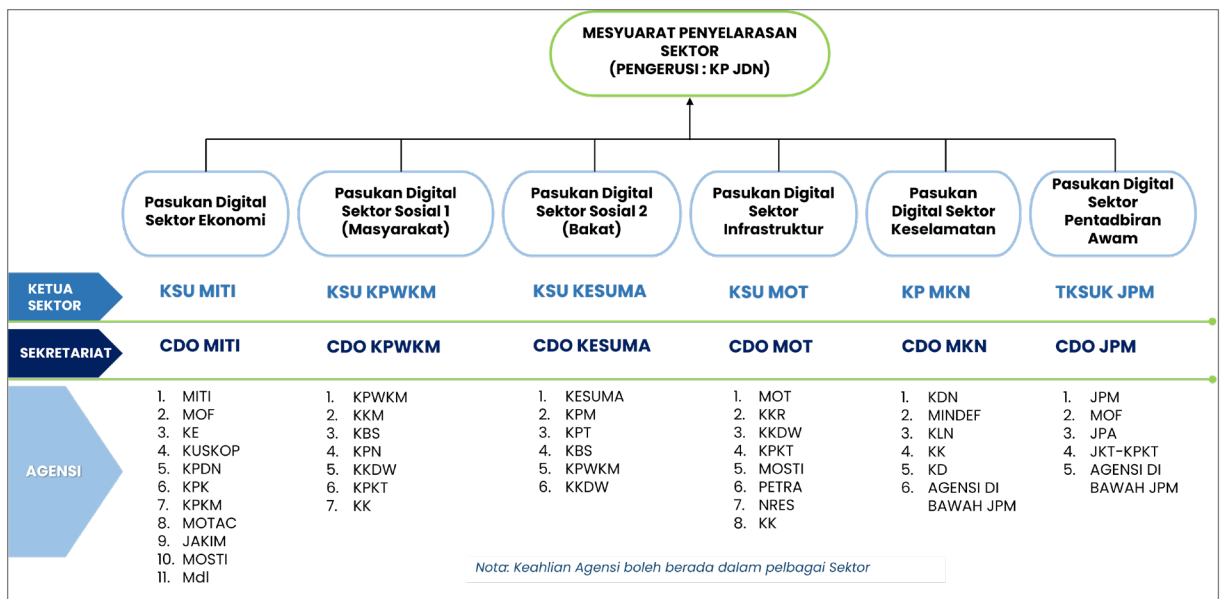 MESYUARAT PENYELARASAN
SEKTOR
(PENGERUSI : KP JDN)
Pasukan Digital
Sektor Ekonomi
Pasukan Digital
Sektor Sosial 1
(Masyarakat)
Pasukan Digital
Sektor Sosial 2
(Bakat)
Pasukan Digital
Sektor
Infrastruktur
Pasukan
Digital Sektor
Keselamatan
Pasukan Digital
Sektor
Pentadbiran
Awam
KETUA
SEKTOR
KSU MITI
KSU KPWKM
KSU KESUMA
KSU MOT
KP MKN
TKSUK JPM
SEKRETARIAT
CDO MITI
CDO KPWKM
CDO KESUMA
CDO MOT
CDO MKN
CDO JPM
AGENSI
1. MITI
2. MOF
3. KE
4. KUSKOP
5. KPDN
6. KPK
7. KPKM
8. MOTAC
9. JAKIM
10. MOSTI
11. MdI
1. KPWKM
2. KKM
3. KBS
4. KPN
5. KKDW
6. KPKT
7. KK
1. KESUMA
2. KPM
3. KPT
4. KBS
5. KPWKM
6. KKDW
1. MOT
2. KKR
3. KKDW
4. KPKT
5. MOSTI
6. PETRA
7. NRES
8. KK
1. KDN
2. MINDEF
3. KLN
4. KK
5. KD
6. AGENSI DI
BAWAH JPM
1. JPM
2. MOF
3. JPA
4. JKT-KPKT
5. AGENSI DI
BAWAH JPM
Nota: Keahlian Agensi boleh berada dalam pelbagai Sektor